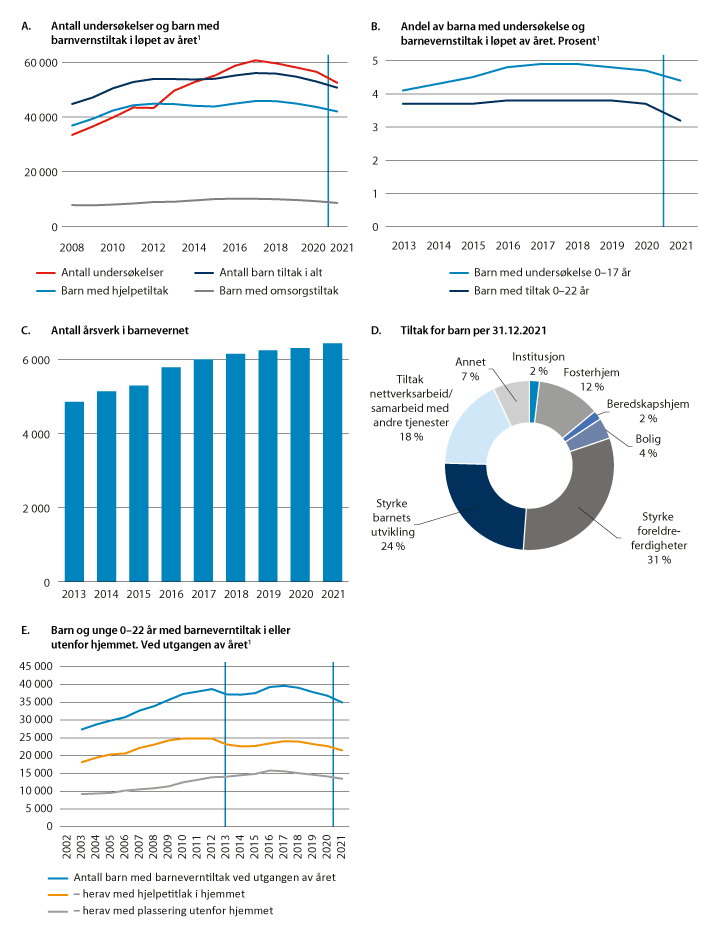 A. Antall undersøkelser og barn med
barnvernstiltak i løpet av året¹
60 000
40 000
20 000
0
2008 2010 2012 2014 2016 2018 2020 2021
Antall undersøkelser
Antall barn tiltak i alt
Barn med hjelpetiltak
Barn med omsorgstiltak
B. Andel av barna med undersøkelse og
barnevernstiltak i løpet av året. Prosent¹
5
4
3
2
1
0
2013 2014 2015 2016 2017 2018 2019 2020 2021
Barn med undersøkelse 0–17 år
Barn med tiltak 0–22 år
C. Antall årsverk i barnevernet
6 000
4 000
2 000
0
2013 2014 2015 2016 2017 2018 2019 2020 2021
D. Tiltak for barn per 31.12.2021
Institusjon
2 %
Fosterhjem
12 %
Beredskapshjem
2 %
Bolig
4 %
Styrke
foreldre-
ferdigheter
31 %
Styrke
barnets
utvikling
24 %
Tiltak
nettverksarbeid/
samarbeid med
andre tjenester
18 %
Annet
7 %
E. Barn og unge 0–22 år med barneverntiltak i eller
utenfor hjemmet. Ved utgangen av året¹
45 000
40 000
35 000
30 000
25 000
20 000
15 000
10 000
5 000
0
2002 2003 2004 2005 2006 2007 2008 2009 2010 2011 2012 2013 2014 2015 2016 2017 2018 2019 2020 2021
Antall barn med barneverntiltak ved utgangen av året
– herav med hjelpetitlak i hjemmet
– herav med plassering utenfor hjemmet